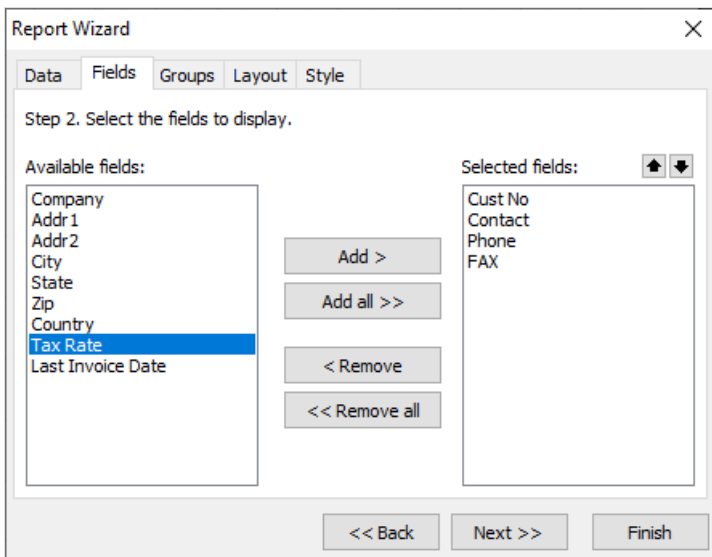 Report Wizard
Data Fields Groups Layout Style
Step 2. Select the fields to display.
Available fields:
Company
Addr1
Addr2
City
State
Zip
Country
Tax Rate
Last Invoice Date
Add >
Add all >>
< Remove
<< Remove all
Selected fields:
Cust No
Contact
Phone
FAX
<< Back Next >> Finish